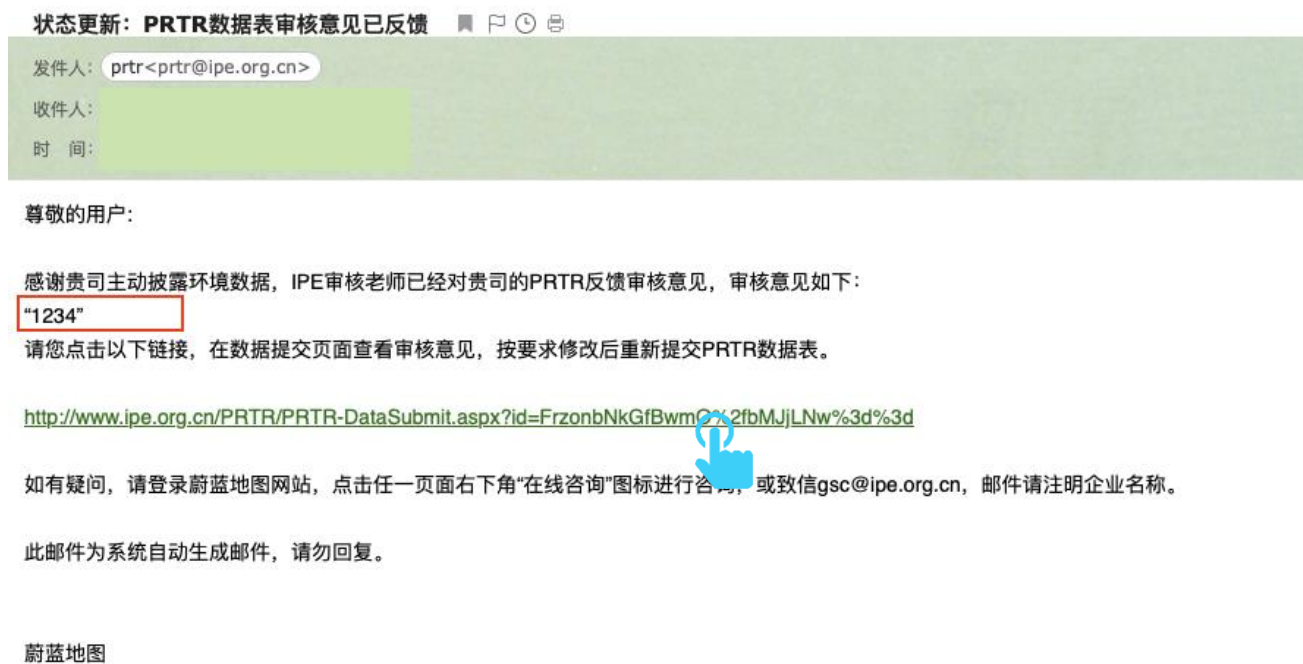 状态更新：PRTR数据表审核意见已反馈
发件人：prtr<prtr@ipe.org.cn>
收件人：
时 间：
尊敬的用户：
感谢贵司主动披露环境数据，IPE审核老师已经对贵司的PRTR反馈审核意见，审核意见如下：
“1234”
请您点击以下链接，在数据提交页面查看审核意见，按要求修改后重新提交PRTR数据表。
http://www.ipe.org.cn/PRTR/PRTR-DataSubmit.aspx?id=FrzonbNkGfBwmO%2fbMJjLNw%3d%3d
如有疑问，请登录蔚蓝地图网站，点击任一页面右下角“在线咨询”图标进行咨询，或致信gsc@ipe.org.cn，邮件请注明企业名称。
此邮件为系统自动生成邮件，请勿回复。
蔚蓝地图